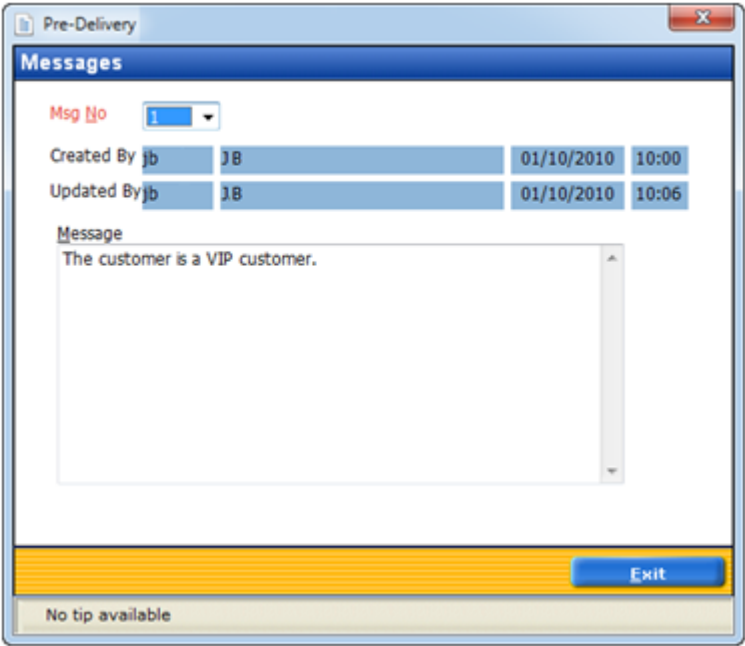 Pre-Delivery
Messages
Msg No 1
Created By jb JB 01/10/2010 10:00
Updated By jb JB 01/10/2010 10:06
Message
The customer is a VIP customer.
Exit
No tip available